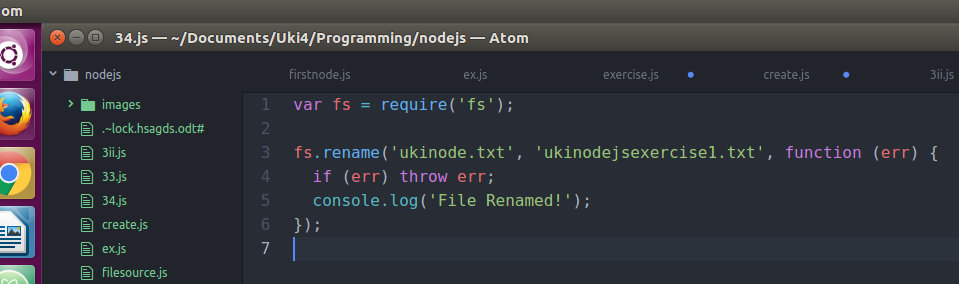 om
34.js — ~/Documents/Uki4/Programming/nodejs — Atom
nodejs
firstnode.js ex.js exercise.js create.js 3ii.js
images
.~lock.hsagds.odt#
3ii.js
33.js
34.js
create.js
ex.js
filesource.js
1 var fs = require('fs');
2
3 fs.rename('ukinode.txt', 'ukinodejsexercise1.txt', function (err) {
4   if (err) throw err;
5   console.log('File Renamed!');
6 });
7